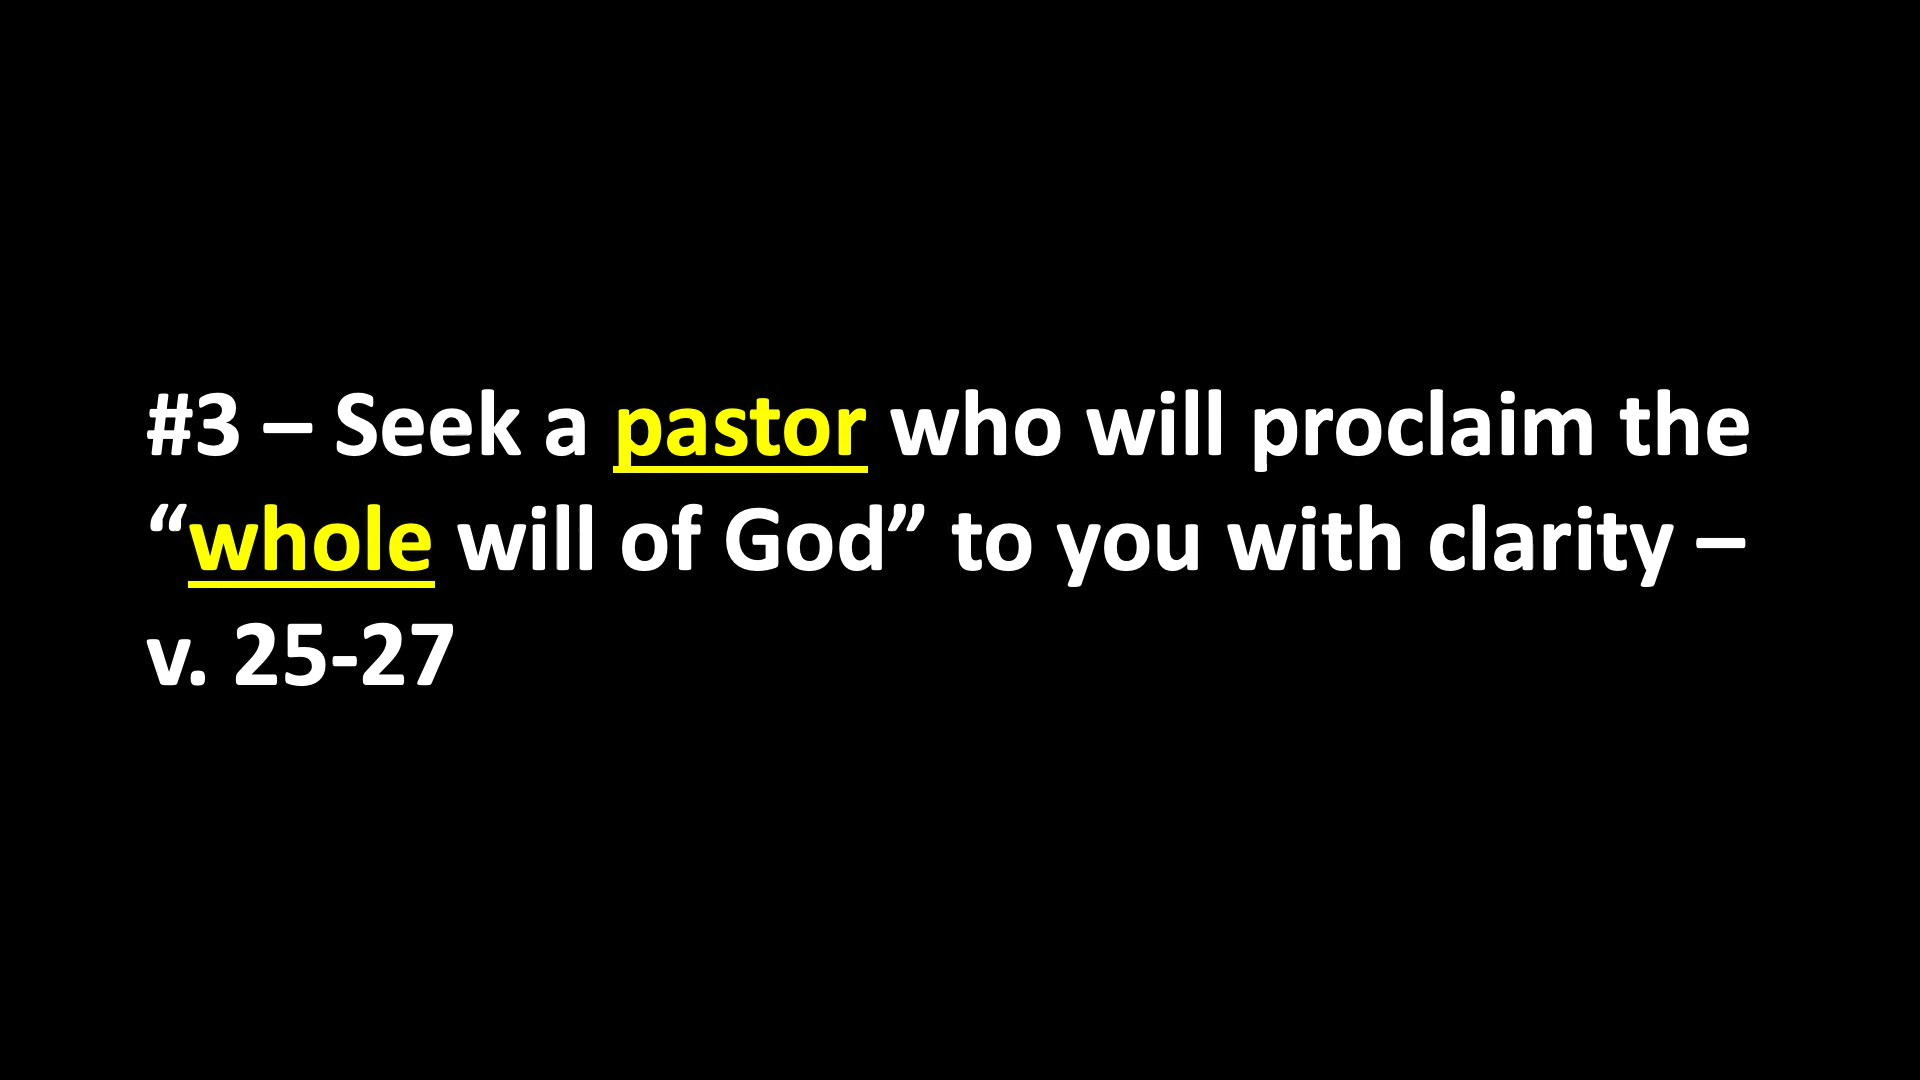 #3 – Seek a pastor who will proclaim the
“whole will of God” to you with clarity –
v. 25-27